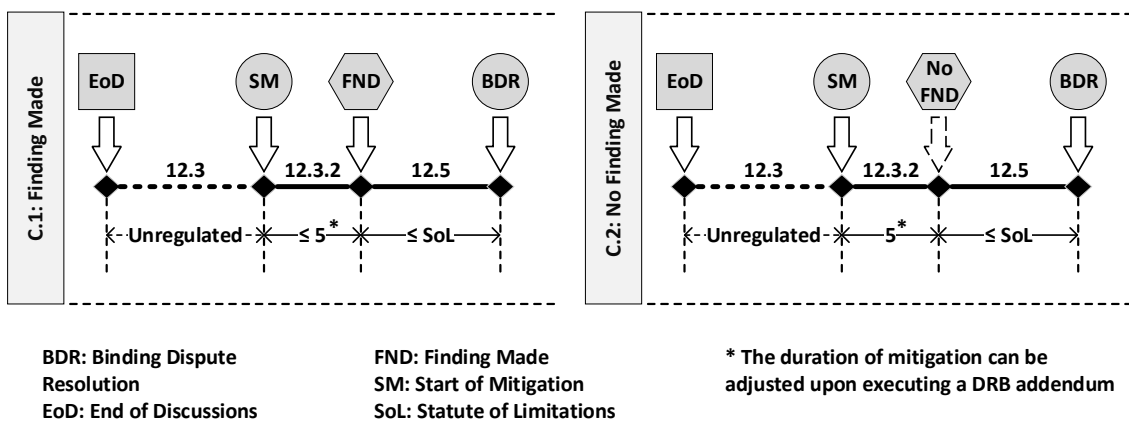 C.1: Finding Made
EoD
SM
FND
BDR
12.3
12.3.2
12.5
Unregulated
≤ 5*
≤ SoL
C.2: No Finding Made
EoD
SM
No
FND
BDR
12.3
12.3.2
12.5
Unregulated
5*
≤ SoL
BDR: Binding Dispute
Resolution
EoD: End of Discussions
FND: Finding Made
SM: Start of Mitigation
SoL: Statute of Limitations
* The duration of mitigation can be
adjusted upon executing a DRB addendum